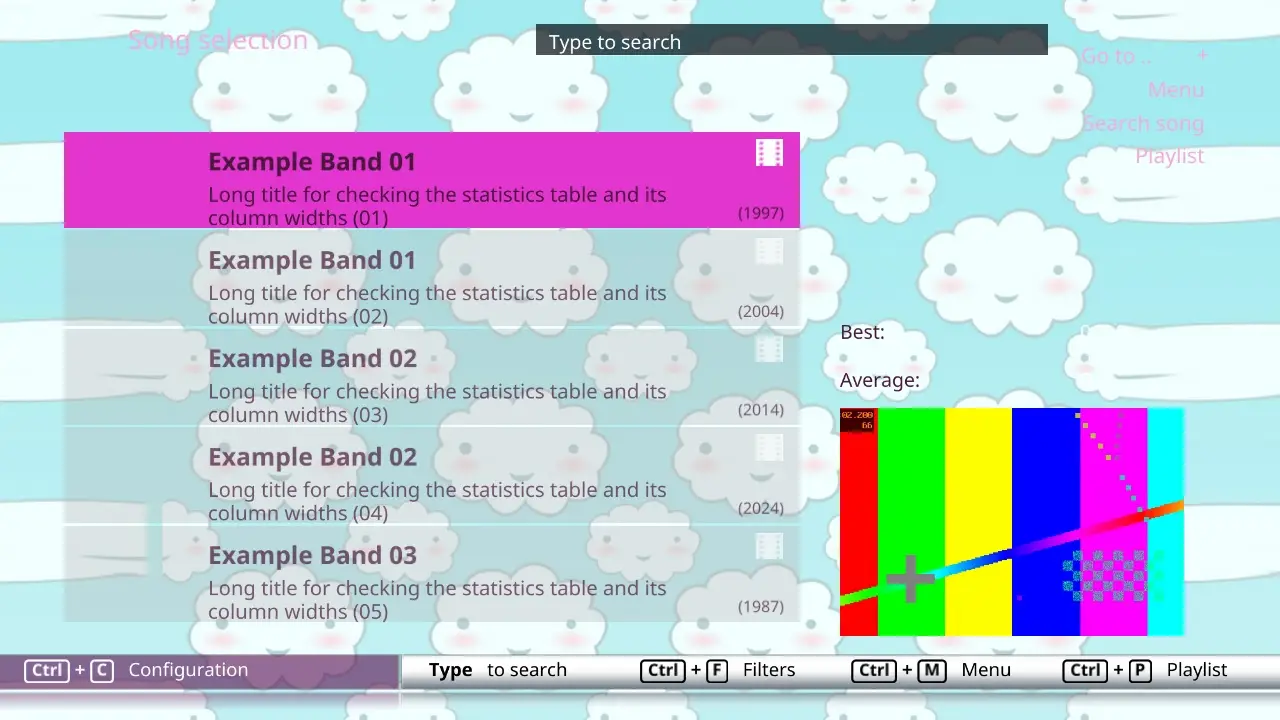 Song selection
Type to search
Go to .. +
Menu
Search song
Playlist
Example Band 01
Long title for checking the statistics table and its
column widths (01)
(1997)
Example Band 01
Long title for checking the statistics table and its
column widths (02)
(2004)
Example Band 02
Long title for checking the statistics table and its
column widths (03)
(2014)
Example Band 02
Long title for checking the statistics table and its
column widths (04)
(2024)
Example Band 03
Long title for checking the statistics table and its
column widths (05)
(1987)
Best: 0
Average:
02.200
66
Ctrl + C Configuration
Type to search
Ctrl + F Filters
Ctrl + M Menu
Ctrl + P Playlist